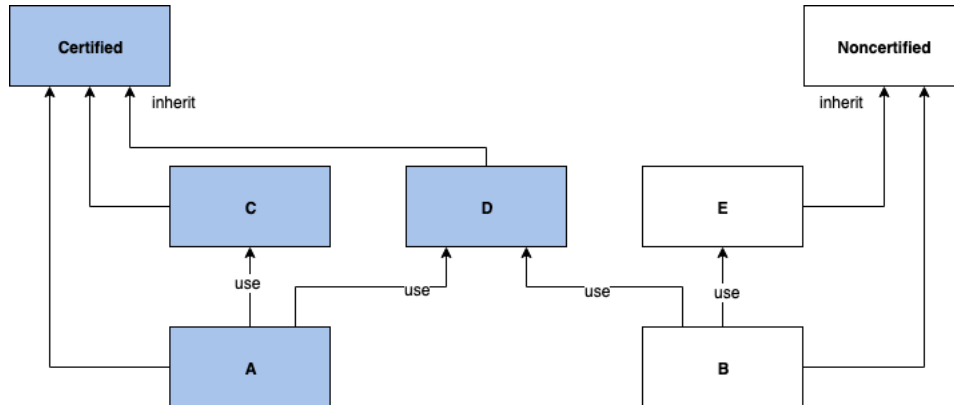 Certified
Noncertified
inherit
inherit
C
D
E
use
use
use
use
A
B